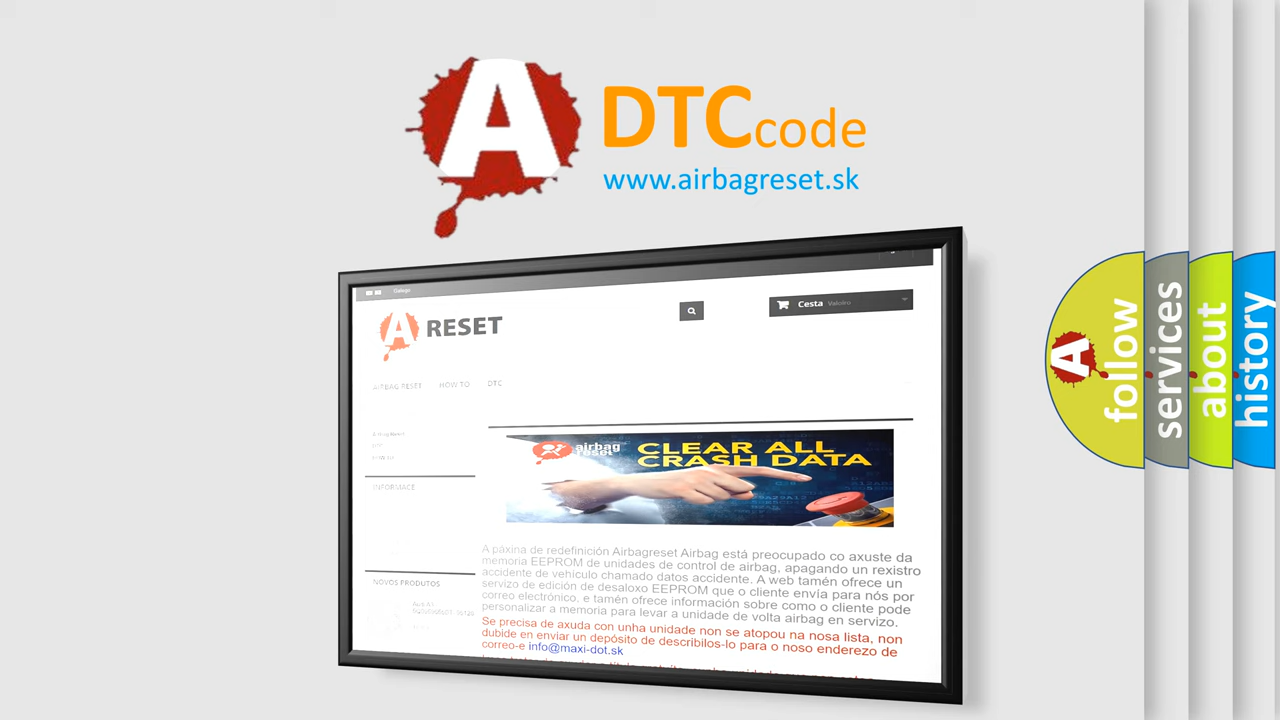 A
DTCcode
www.airbagreset.sk
Galego
A RESET
Cesta Valeiro
AIRBAG RESET HOW TO DTC
INFORMACE
NOVOS PRODUTOS
airbag
reset
CLEAR ALL
CRASH DATA
A páxina de redefinición Airbagreset Airbag está preocupado co axuste da
memoria EEPROM de unidades de control de airbag, apagando un rexistro
accidente de vehículo chamado datos accidente. A web tamén ofrece un
servizo de edición de desaloxo EEPROM que o cliente envía para nós por
correo electrónico, e tamén ofrece información sobre como o cliente pode
personalizar a memoria para levar a unidade de volta airbag en servizo.
Se precisa de axuda con unha unidade non se atopou na nosa lista, non
dubide en enviar un depósito de describilos-lo para o noso enderezo de
correo-e info@maxi-dot.sk
A
follow
services
about
history